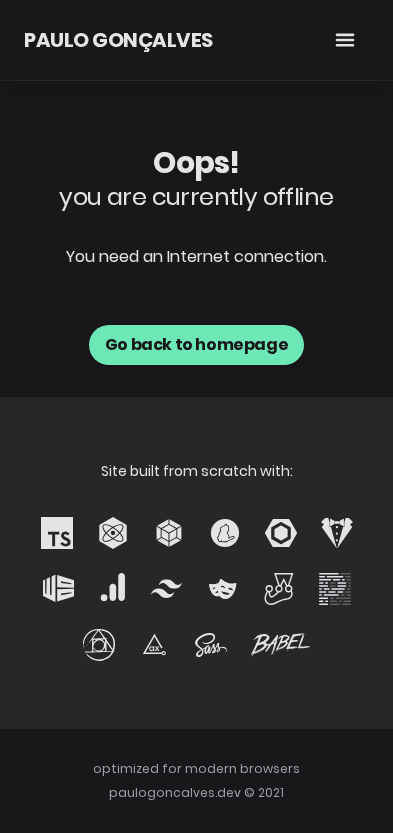 PAULO GONÇALVES
Oops!
you are currently offline
You need an Internet connection.
Go back to homepage
Site built from scratch with:
TS
ax
Sass
BABEL
optimized for modern browsers
paulogoncalves.dev © 2021